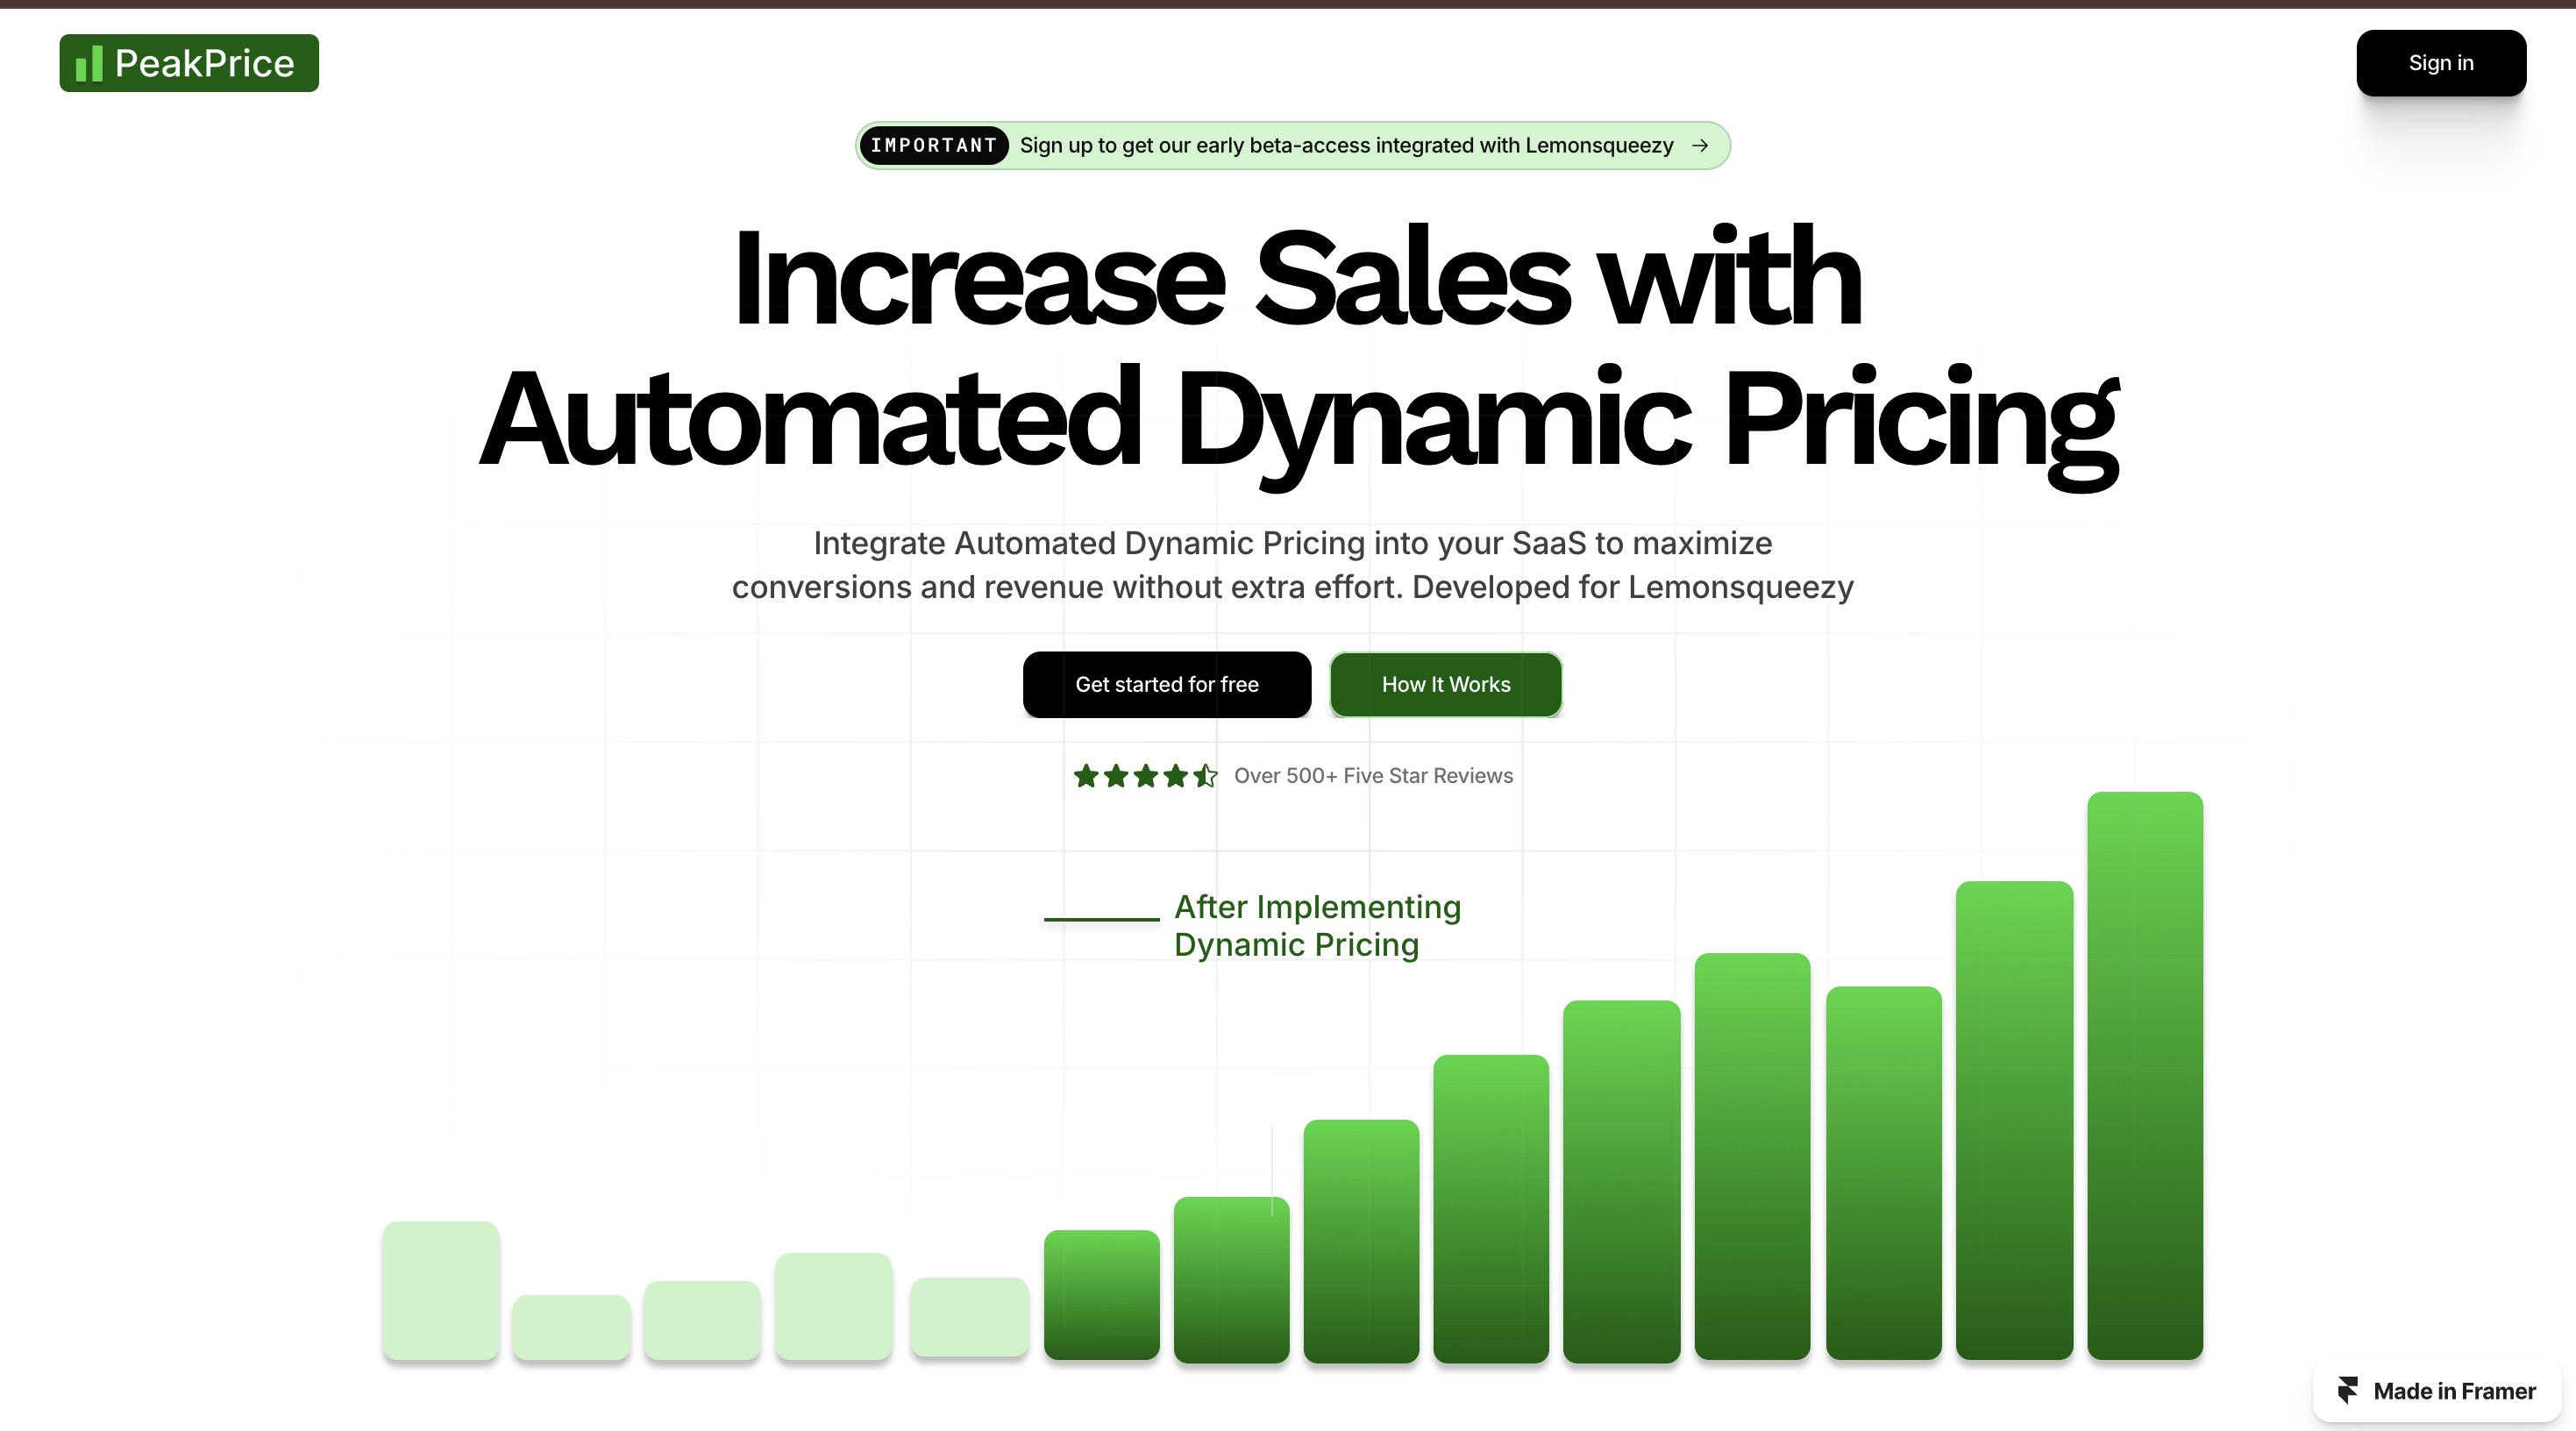 PeakPrice
Sign in
IMPORTANT Sign up to get our early beta-access integrated with Lemonsqueezy →
Increase Sales with
Automated Dynamic Pricing
Integrate Automated Dynamic Pricing into your SaaS to maximize
conversions and revenue without extra effort. Developed for Lemonsqueezy
Get started for free
How It Works
Over 500+ Five Star Reviews
After Implementing
Dynamic Pricing
Made in Framer